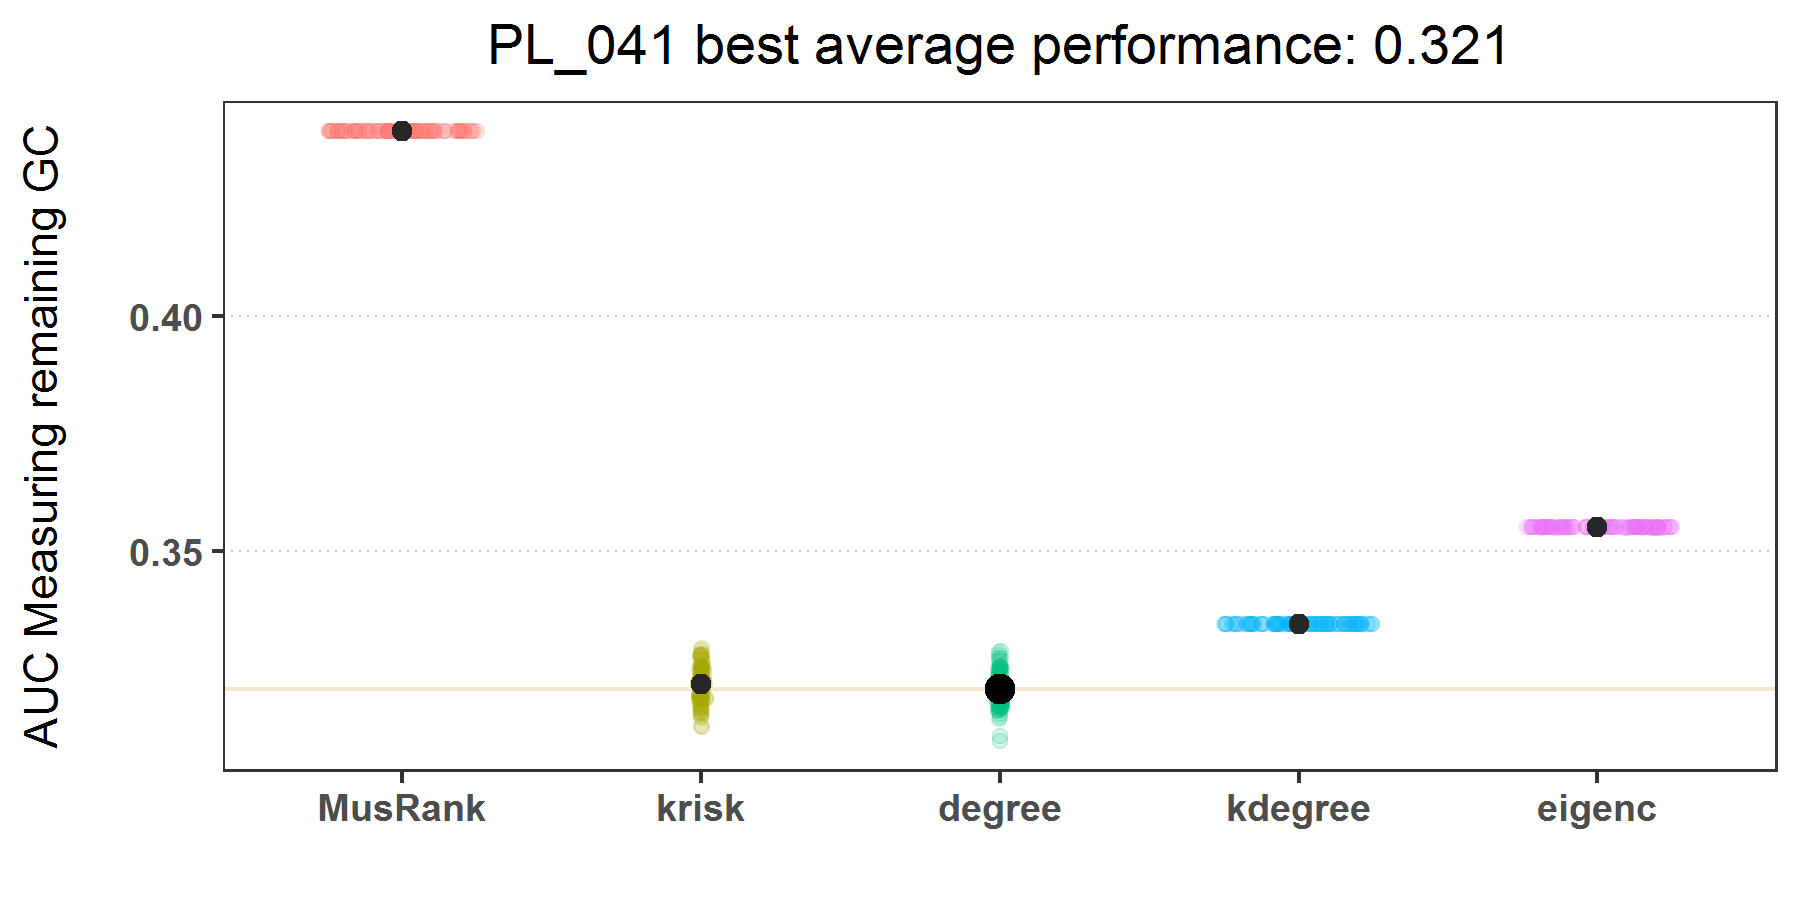 PL_041 best average performance: 0.321
AUC Measuring remaining GC
0.40
0.35
MusRank krisk degree kdegree eigenc